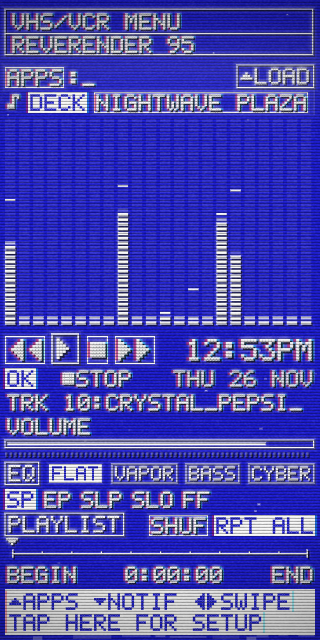 VHS/VCR MENU
REVERENDER 95
APPS:_ ▲LOAD
♪ DECK NIGHTWAVE PLAZA
12:53PM
OK ■STOP THU 26 NOV
TRK 10:CRYSTAL_PEPSI_
VOLUME
EQ FLAT VAPOR BASS CYBER
SP EP SLP SLO FF
PLAYLIST SHUF RPT ALL
BEGIN 0:00:00 END
▲APPS ▼NOTIF ◀▶SWIPE
TAP HERE FOR SETUP